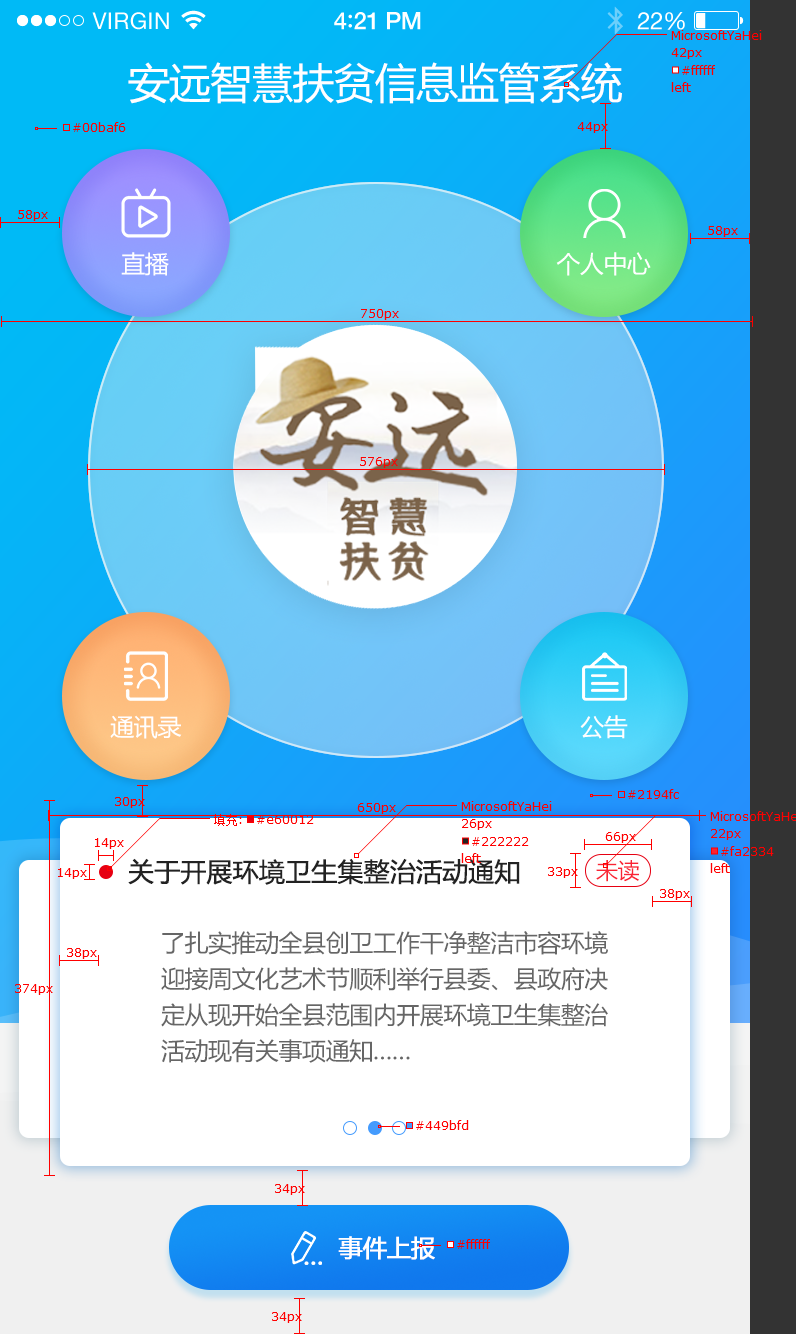 VIRGIN 4:21 PM 22%
MicrosoftYaHei
42px
#ffffff
left
安远智慧扶贫信息监管系统
#00baf6
44px
58px
58px
直播
个人中心
750px
安远
576px
智慧
扶贫
通讯录
公告
30px
650px
#2194fc
MicrosoftYaHei
26px
#222222
left
填充: #e60012
MicrosoftYaHei
22px
#fa2334
left
14px
14px
66px
33px
关于开展环境卫生集整治活动通知
未读
38px
38px
374px
了扎实推动全县创卫工作干净整洁市容环境
迎接周文化艺术节顺利举行县委、县政府决
定从现开始全县范围内开展环境卫生集整治
活动现有关事项通知......
#449bfd
34px
事件上报
#ffffff
34px